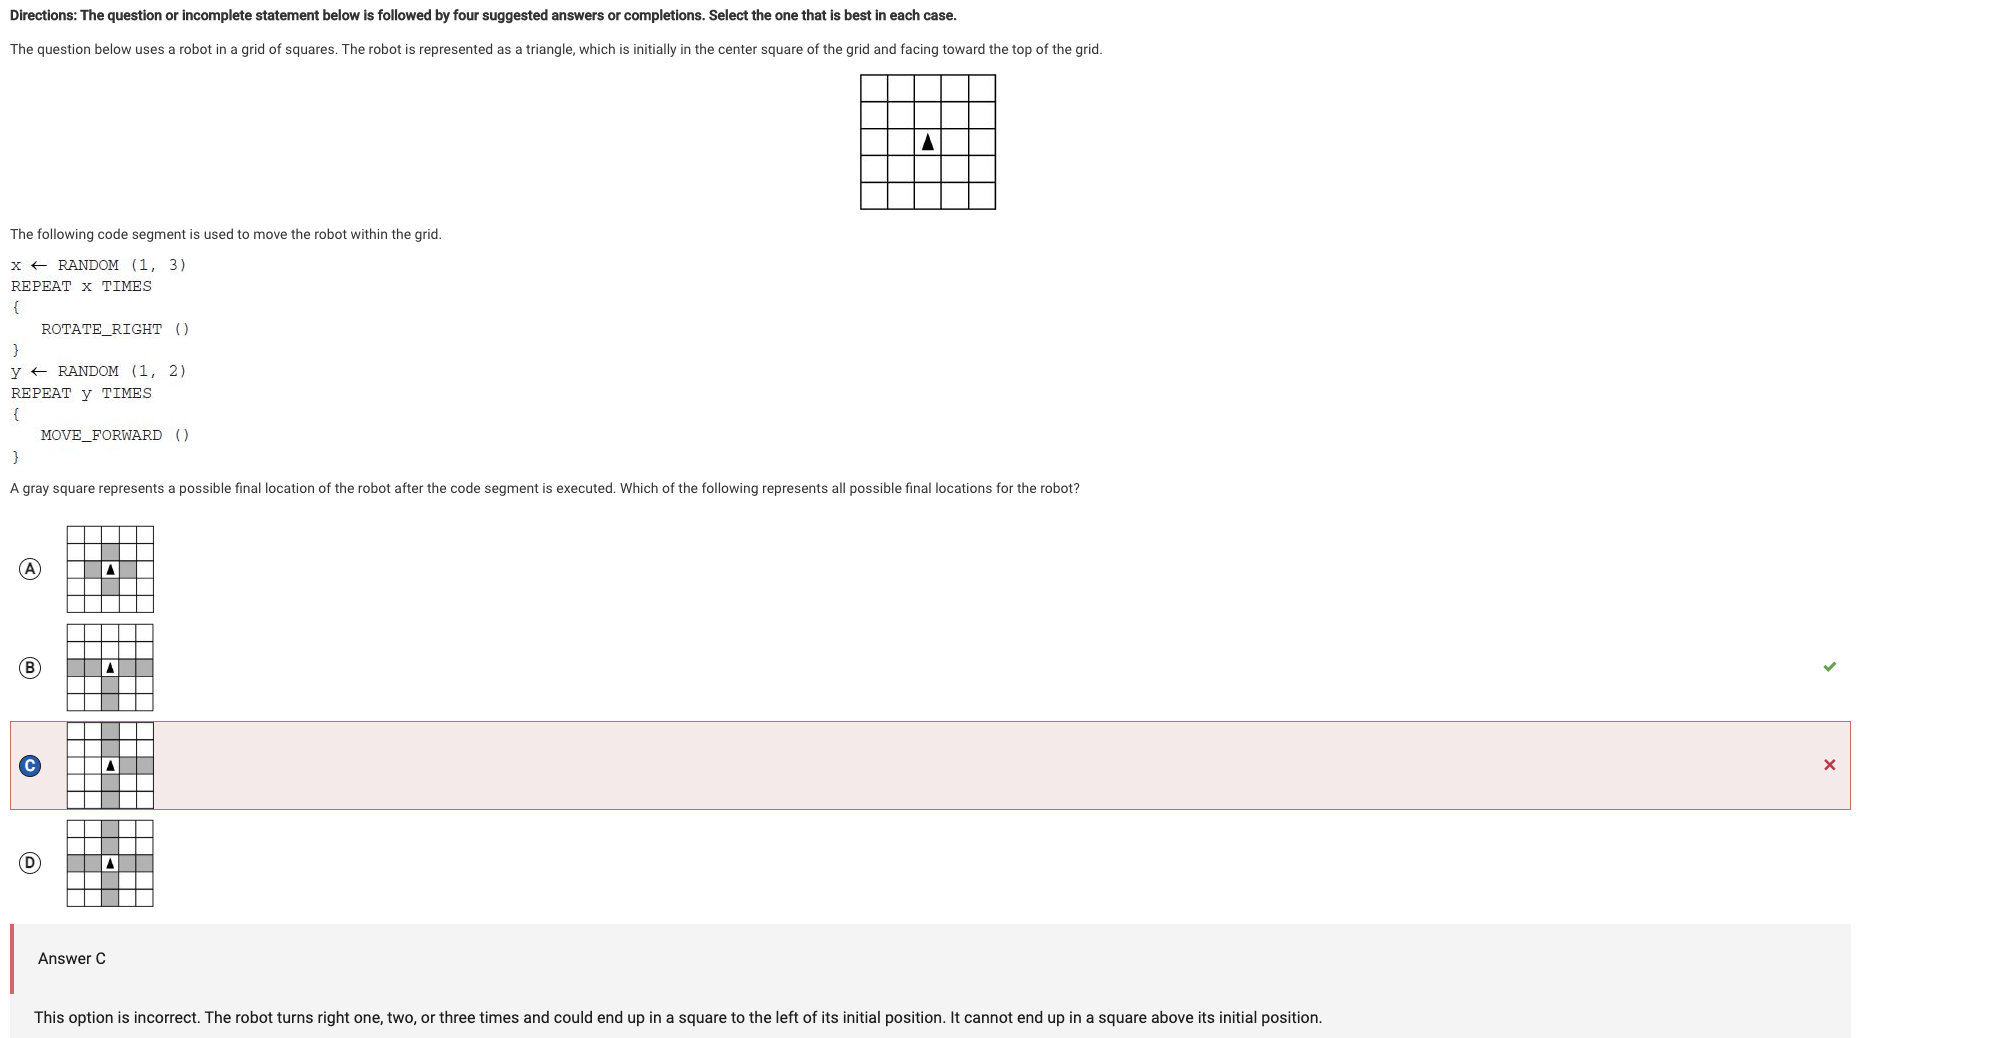 Directions: The question or incomplete statement below is followed by four suggested answers or completions. Select the one that is best in each case.
The question below uses a robot in a grid of squares. The robot is represented as a triangle, which is initially in the center square of the grid and facing toward the top of the grid.
The following code segment is used to move the robot within the grid.
x ← RANDOM (1, 3)
REPEAT x TIMES
{
ROTATE_RIGHT ()
}
y ← RANDOM (1, 2)
REPEAT y TIMES
{
MOVE_FORWARD ()
}
A gray square represents a possible final location of the robot after the code segment is executed. Which of the following represents all possible final locations for the robot?
A
B
C
D
Answer C
This option is incorrect. The robot turns right one, two, or three times and could end up in a square to the left of its initial position. It cannot end up in a square above its initial position.